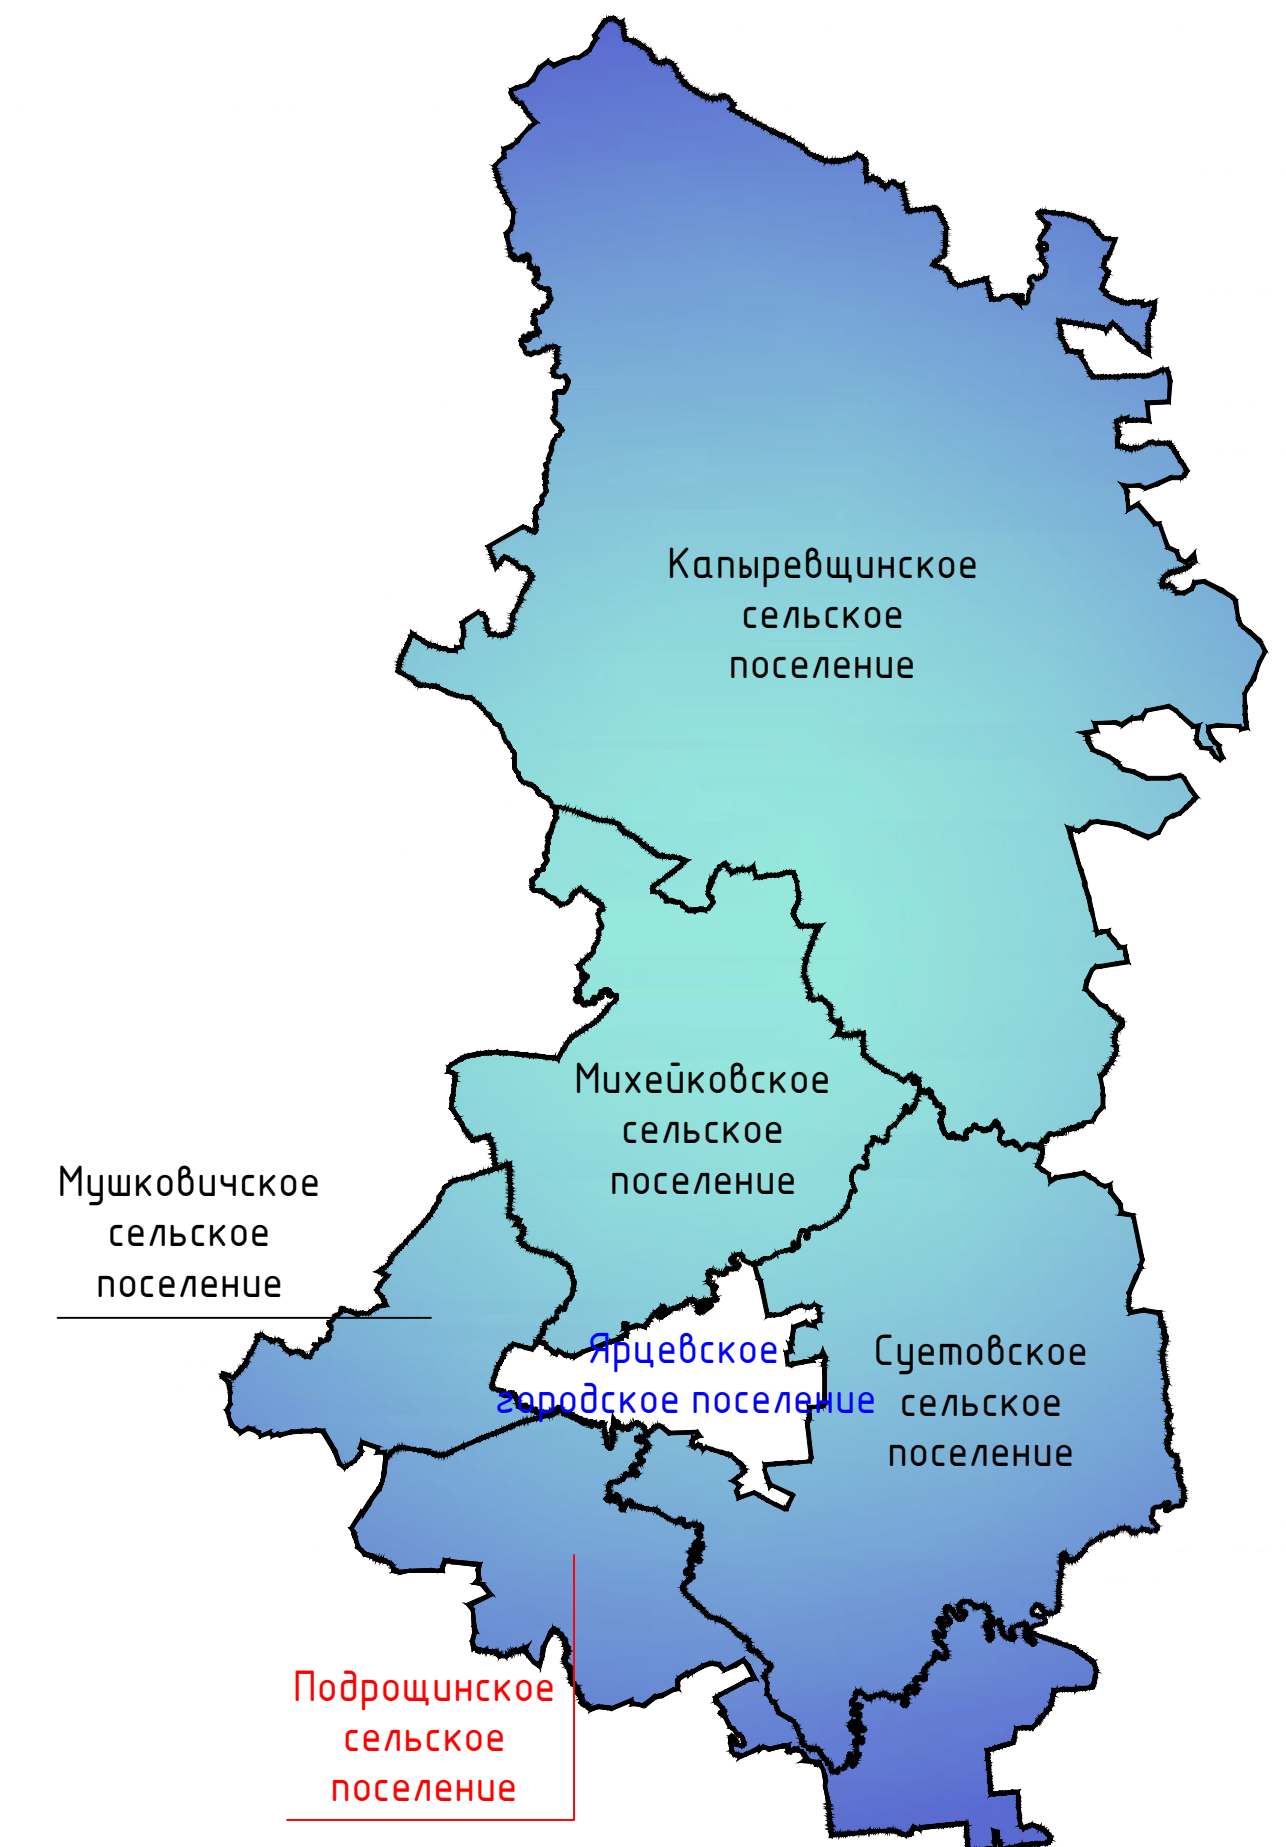 Капыревщинское
сельское
поселение
Михейковское
сельское
поселение
Мушковичское
сельское
поселение
Ярцевское
городское поселение
Суетовское
сельское
поселение
Подрощинское
сельское
поселение